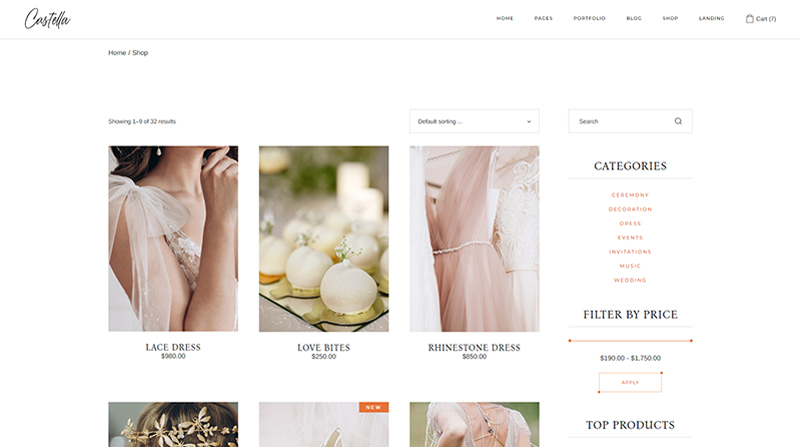 Castella
HOME PAGES PORTFOLIO BLOG SHOP LANDING Cart (7)
Home / Shop
Showing 1–9 of 32 results
Default sorting ...
Search
CATEGORIES
CEREMONY
DECORATION
DRESS
EVENTS
INVITATIONS
MUSIC
WEDDING
LACE DRESS
$980.00
LOVE BITES
$250.00
RHINESTONE DRESS
$850.00
FILTER BY PRICE
$190.00 - $1,750.00
APPLY
NEW
TOP PRODUCTS